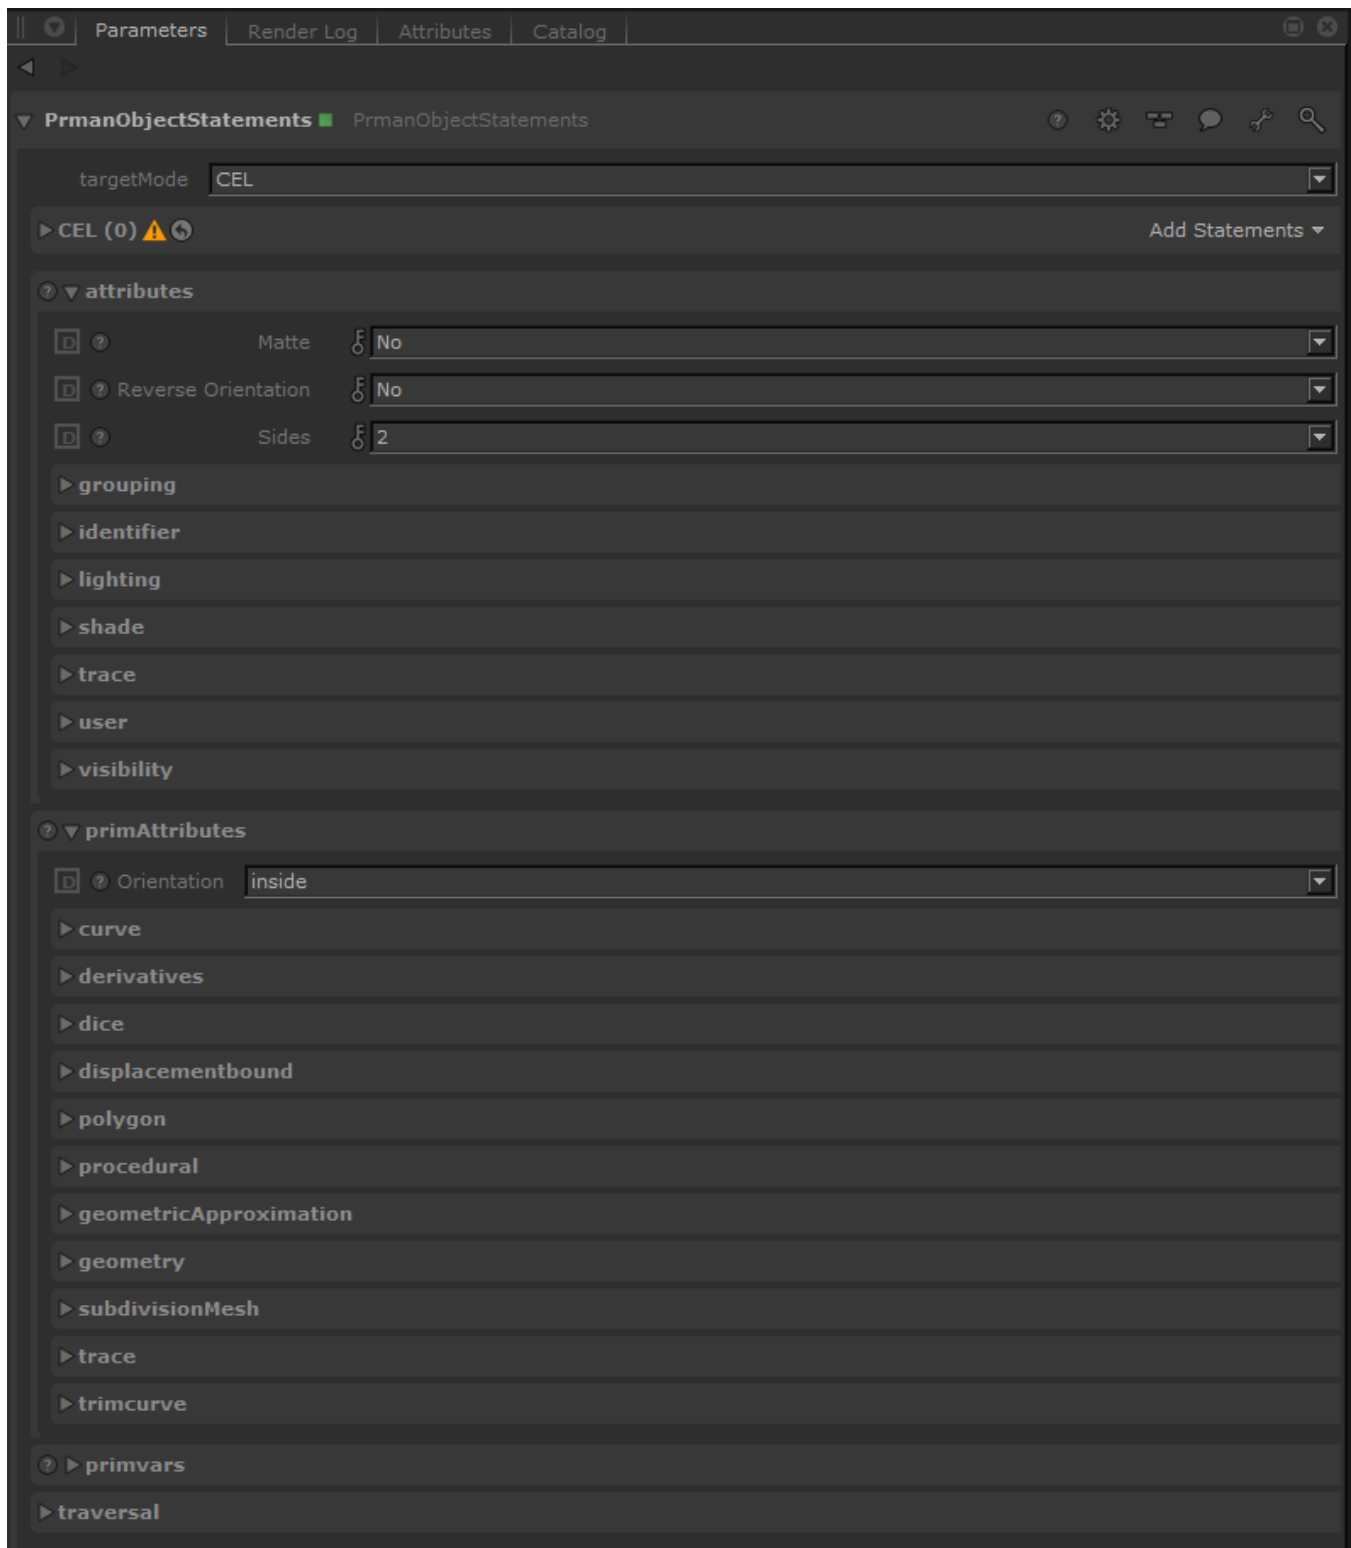 Parameters Render Log Attributes Catalog
PrmanObjectStatements PrmanObjectStatements
targetMode CEL
CEL (0) Add Statements
attributes
D ? Matte No
D ? Reverse Orientation No
D ? Sides 2
grouping
identifier
lighting
shade
trace
user
visibility
primAttributes
D ? Orientation inside
curve
derivatives
dice
displacementbound
polygon
procedural
geometricApproximation
geometry
subdivisionMesh
trace
trimcurve
primvars
traversal